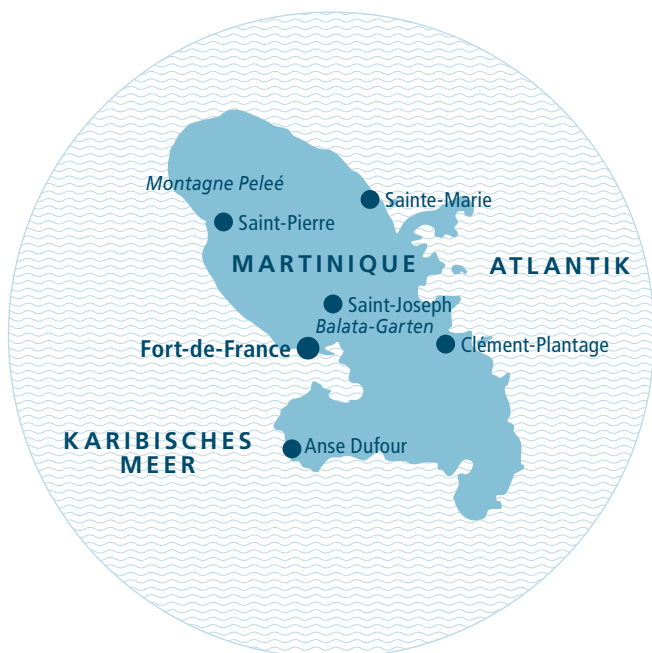 Montagne Peleé
Sainte-Marie
Saint-Pierre
MARTINIQUE
ATLANTIK
Saint-Joseph
Balata-Garten
Fort-de-France
Clément-Plantage
KARIBISCHES
MEER
Anse Dufour